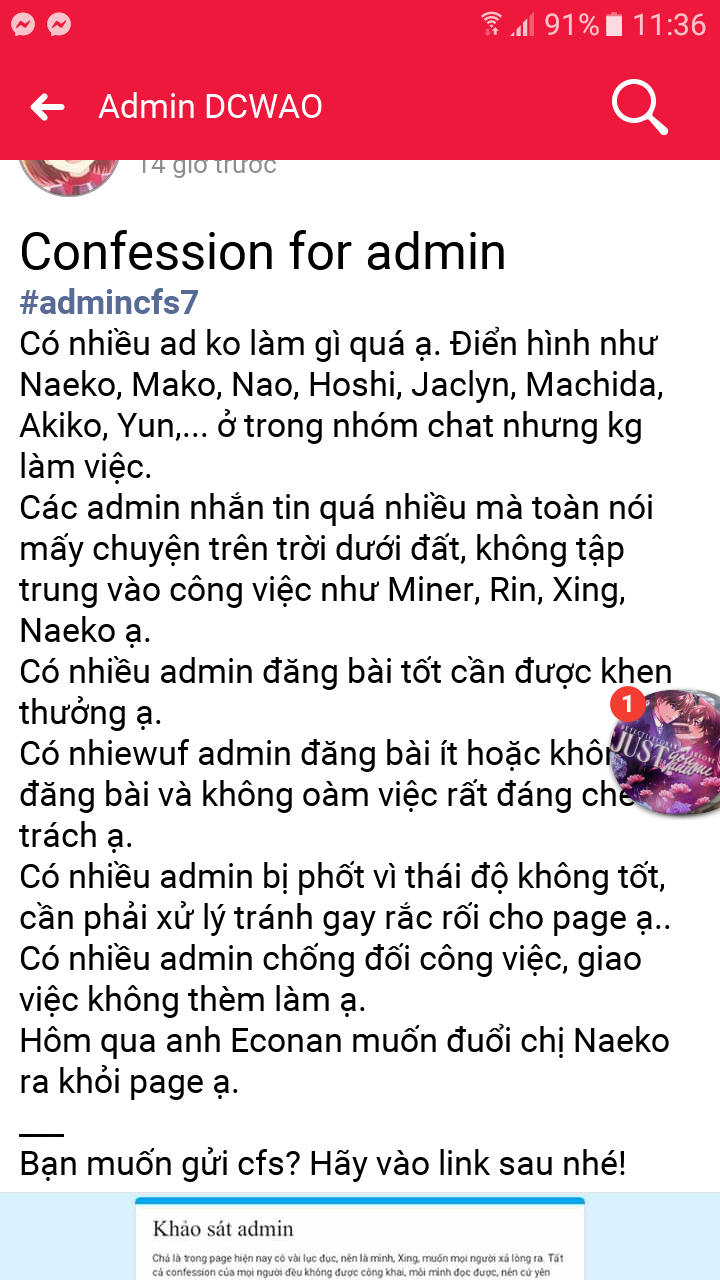 91% 11:36
Admin DCWAO
14 giờ trước
Confession for admin
#admincfs7
Có nhiều ad ko làm gì quá ạ. Điển hình như
Naeko, Mako, Nao, Hoshi, Jaclyn, Machida,
Akiko, Yun,... ở trong nhóm chat nhưng kg
làm việc.
Các admin nhắn tin quá nhiều mà toàn nói
mấy chuyện trên trời dưới đất, không tập
trung vào công việc như Miner, Rin, Xing,
Naeko ạ.
Có nhiều admin đăng bài tốt cần được khen
thưởng ạ.
1
Có nhiewuf admin đăng bài ít hoặc khôn
JUST
đăng bài và không oàm việc rất đáng chê
trách ạ.
Có nhiều admin bị phốt vì thái độ không tốt,
cần phải xử lý tránh gay rắc rối cho page ạ..
Có nhiều admin chống đối công việc, giao
việc không thèm làm ạ.
Hôm qua anh Econan muốn đuổi chị Naeko
ra khỏi page ạ.
___
Bạn muốn gửi cfs? Hãy vào link sau nhé!
Khảo sát admin
Chả là trong page hiện nay có vài lục đục, nên là mình, Xing, muốn mọi người xả lòng ra. Tất
cả confession của mọi người đều không được công khai, mỗi mình đọc được, nên cứ yên